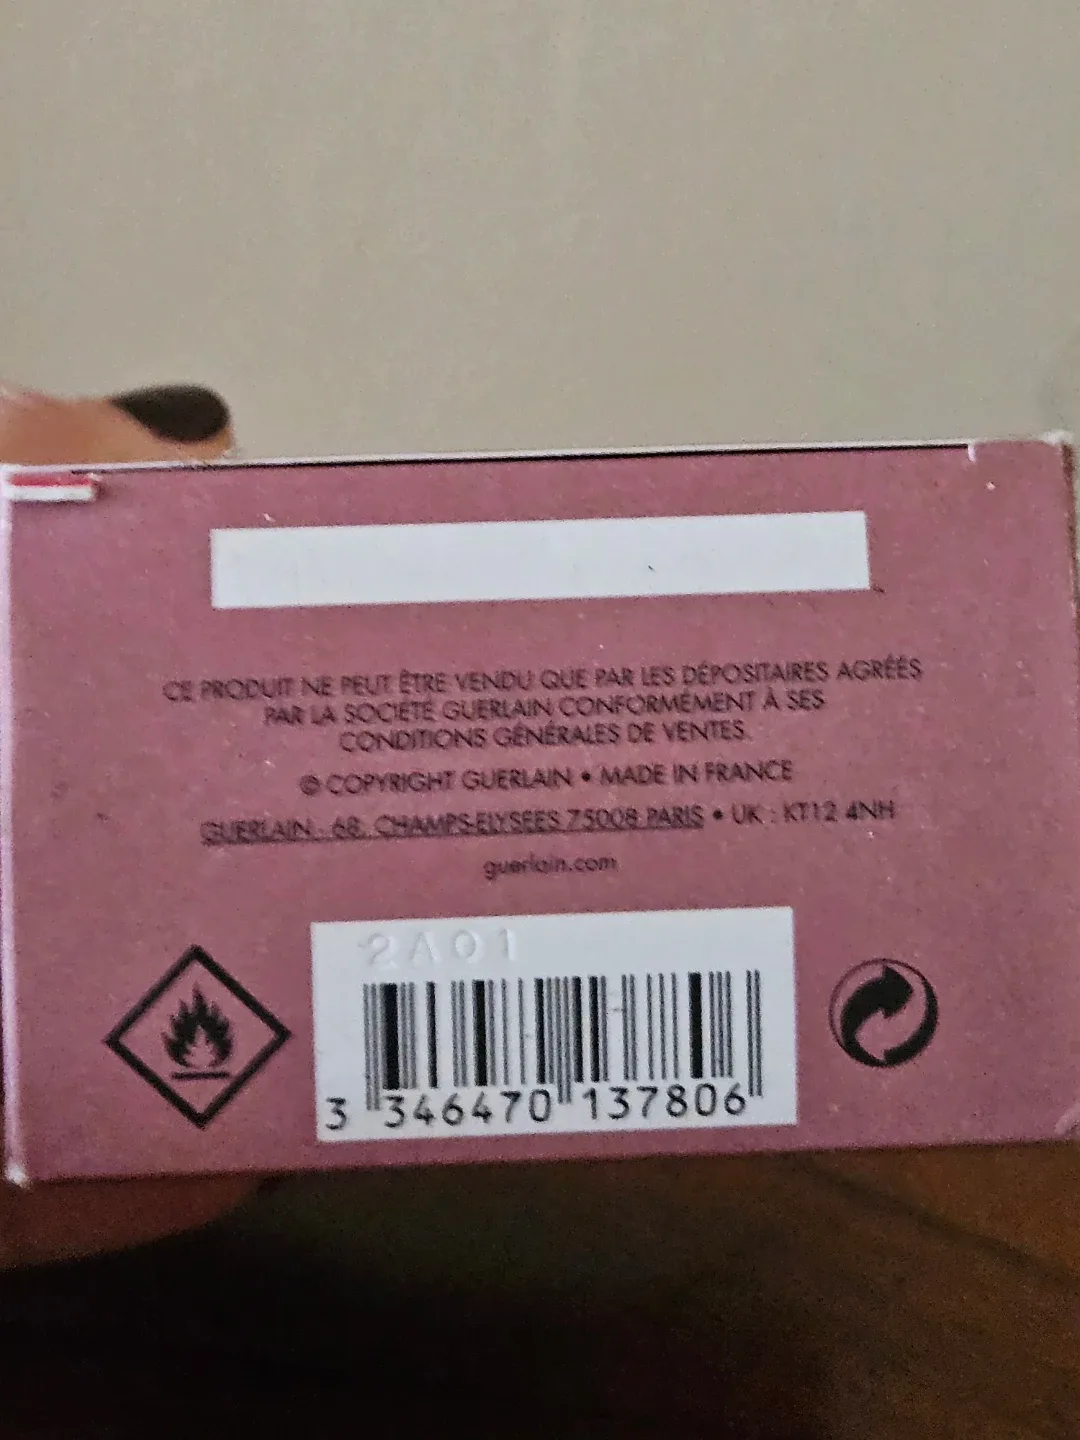 CE PRODUIT NE PEUT ÊTRE VENDU QUE PAR LES DÉPOSITAIRES AGRÉÉS
PAR LA SOCIÉTÉ GUERLAIN CONFORMÉMENT À SES
CONDITIONS GÉNÉRALES DE VENTES.
© COPYRIGHT GUERLAIN • MADE IN FRANCE
GUERLAIN - 68, CHAMPS-ELYSEES 75008 PARIS • UK : KT12 4NH
guerlain.com
2A01
3 346470 137806